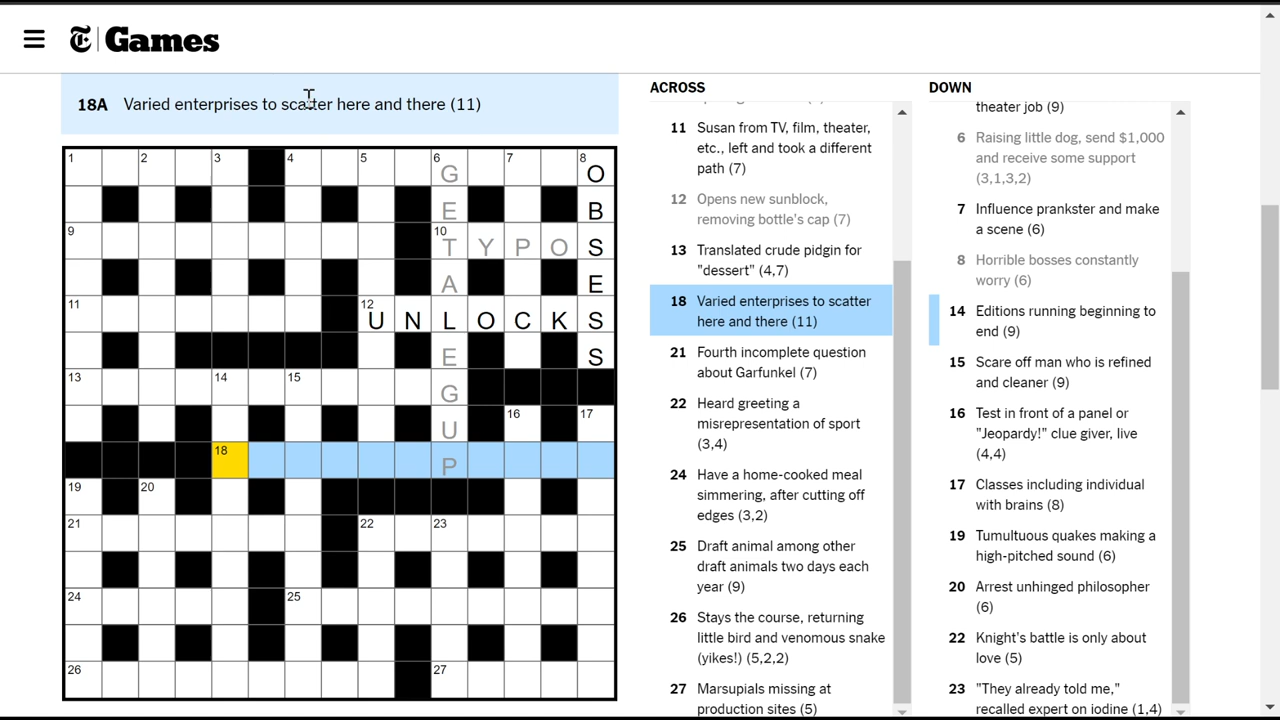 T Games
18A Varied enterprises to scatter here and there (11)
ACROSS
11 Susan from TV, film, theater,
etc., left and took a different
path (7)
12 Opens new sunblock,
removing bottle's cap (7)
13 Translated crude pidgin for
"dessert" (4,7)
18 Varied enterprises to scatter
here and there (11)
21 Fourth incomplete question
about Garfunkel (7)
22 Heard greeting a
misrepresentation of sport
(3,4)
24 Have a home-cooked meal
simmering, after cutting off
edges (3,2)
25 Draft animal among other
draft animals two days each
year (9)
26 Stays the course, returning
little bird and venomous snake
(yikes!) (5,2,2)
27 Marsupials missing at
production sites (5)
DOWN
theater job (9)
6 Raising little dog, send $1,000
and receive some support
(3,1,3,2)
7 Influence prankster and make
a scene (6)
8 Horrible bosses constantly
worry (6)
14 Editions running beginning to
end (9)
15 Scare off man who is refined
and cleaner (9)
16 Test in front of a panel or
"Jeopardy!" clue giver, live
(4,4)
17 Classes including individual
with brains (8)
19 Tumultuous quakes making a
high-pitched sound (6)
20 Arrest unhinged philosopher
(6)
22 Knight's battle is only about
love (5)
23 "They already told me,"
recalled expert on iodine (1,4)
1 2 3 4 5 6 G 7 8 O
E B
9 10 T Y P O S
A E
11 12 U N L O C K S
E S
13 14 15 G
U 16 17
18 P
19 20
21 22 23
24 25
26 27